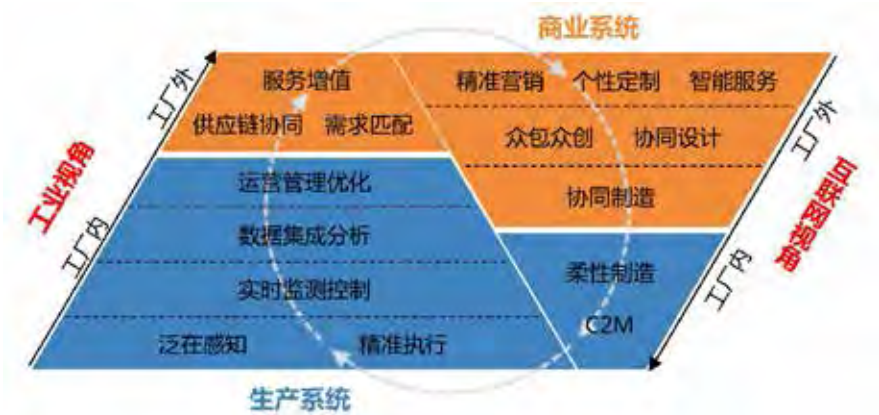 商业系统
服务增值
精准营销 个性定制 智能服务
供应链协同 需求匹配
众包众创 协同设计
运营管理优化
协同制造
数据集成分析
柔性制造
实时监测控制
C2M
泛在感知 精准执行
生产系统
工业视角
工厂外
工厂内
互联网视角
工厂外
工厂内